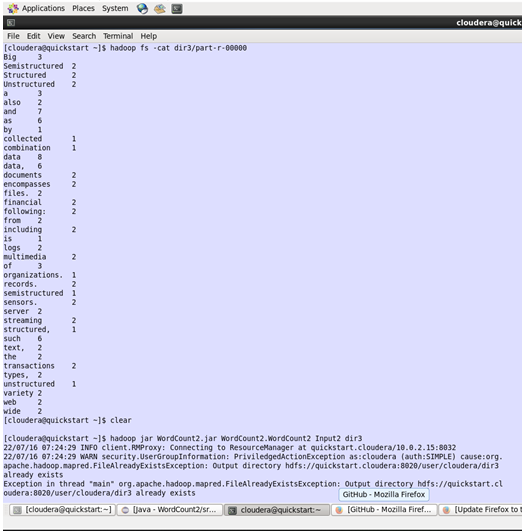 Applications Places System
cloudera@quick
File Edit View Search Terminal Help
[cloudera@quickstart ~]$ hadoop fs -cat dir3/part-r-00000
Big 3
Semistructured 2
Structured 2
Unstructured 2
a 3
also 2
and 7
as 6
by 1
collected 1
combination 1
data 8
data, 6
documents 2
encompasses 2
files. 2
financial 2
following: 2
from 2
including 2
is 1
logs 2
multimedia 2
of 3
organizations. 1
records. 2
semistructured 1
sensors. 2
server 2
streaming 2
structured, 1
such 6
text, 2
the 2
transactions 2
types, 2
unstructured 1
variety 2
web 2
wide 2
[cloudera@quickstart ~]$ clear
[cloudera@quickstart ~]$ hadoop jar WordCount2.jar WordCount2.WordCount2 Input2 dir3
22/07/16 07:24:29 INFO client.RMProxy: Connecting to ResourceManager at quickstart.cloudera/10.0.2.15:8032
22/07/16 07:24:29 WARN security.UserGroupInformation: PriviledgedActionException as:cloudera (auth:SIMPLE) cause:org.
apache.hadoop.mapred.FileAlreadyExistsException: Output directory hdfs://quickstart.cloudera:8020/user/cloudera/dir3
already exists
Exception in thread "main" org.apache.hadoop.mapred.FileAlreadyExistsException: Output directory hdfs://quickstart.cl
oudera:8020/user/cloudera/dir3 already exists
GitHub - Mozilla Firefox
[cloudera@quickstart:~] [Java - WordCount2/sr... cloudera@quickstart:~ [GitHub - Mozilla Firef... [Update Firefox to t